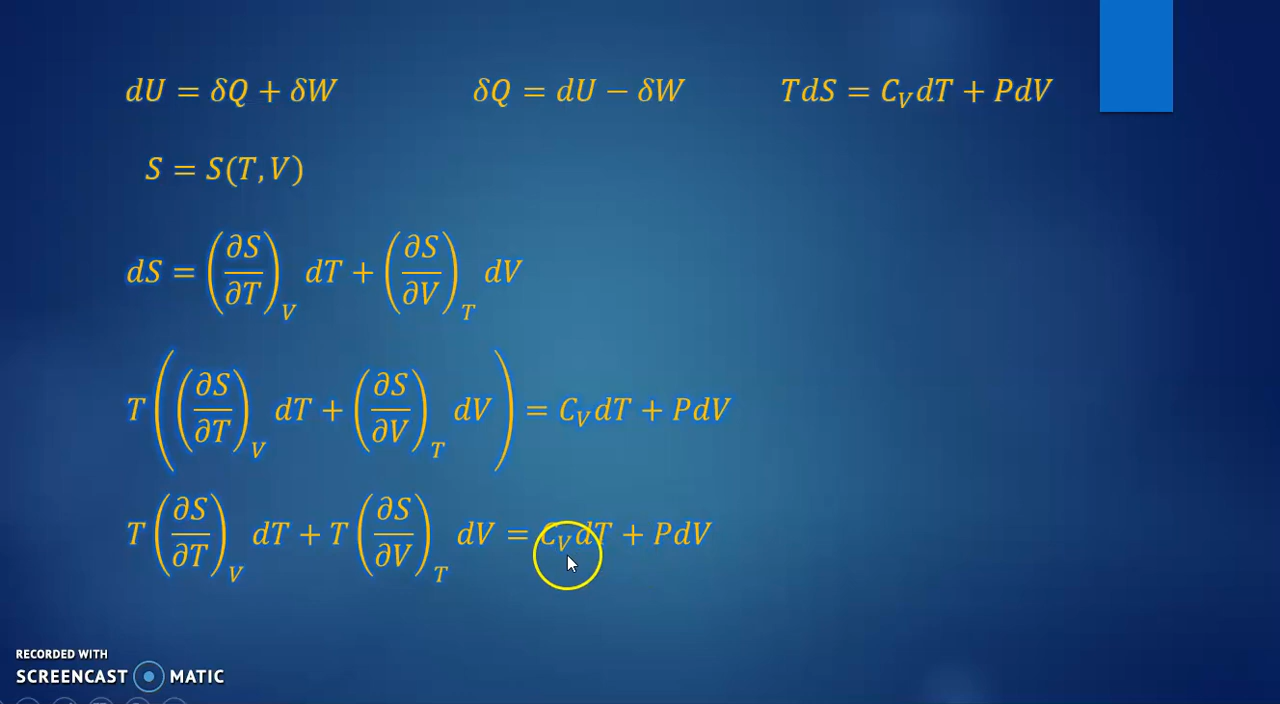 dU = δQ + δW    δQ = dU − δW    TdS = C_V dT + PdV
S = S(T, V)
dS = (∂S/∂T)_V dT + (∂S/∂V)_T dV
T((∂S/∂T)_V dT + (∂S/∂V)_T dV) = C_V dT + PdV
T(∂S/∂T)_V dT + T(∂S/∂V)_T dV = C_V dT + PdV
RECORDED WITH
SCREENCAST MATIC